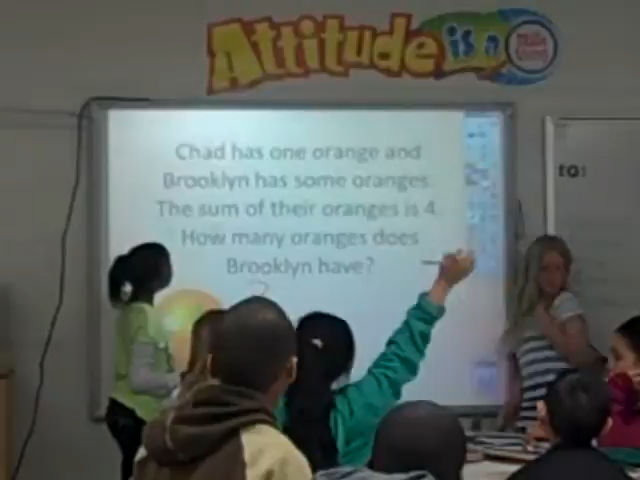 Attitude is a
Chad has one orange and
Brooklyn has some oranges.
The sum of their oranges is 4.
How many oranges does
Brooklyn have?
TO: